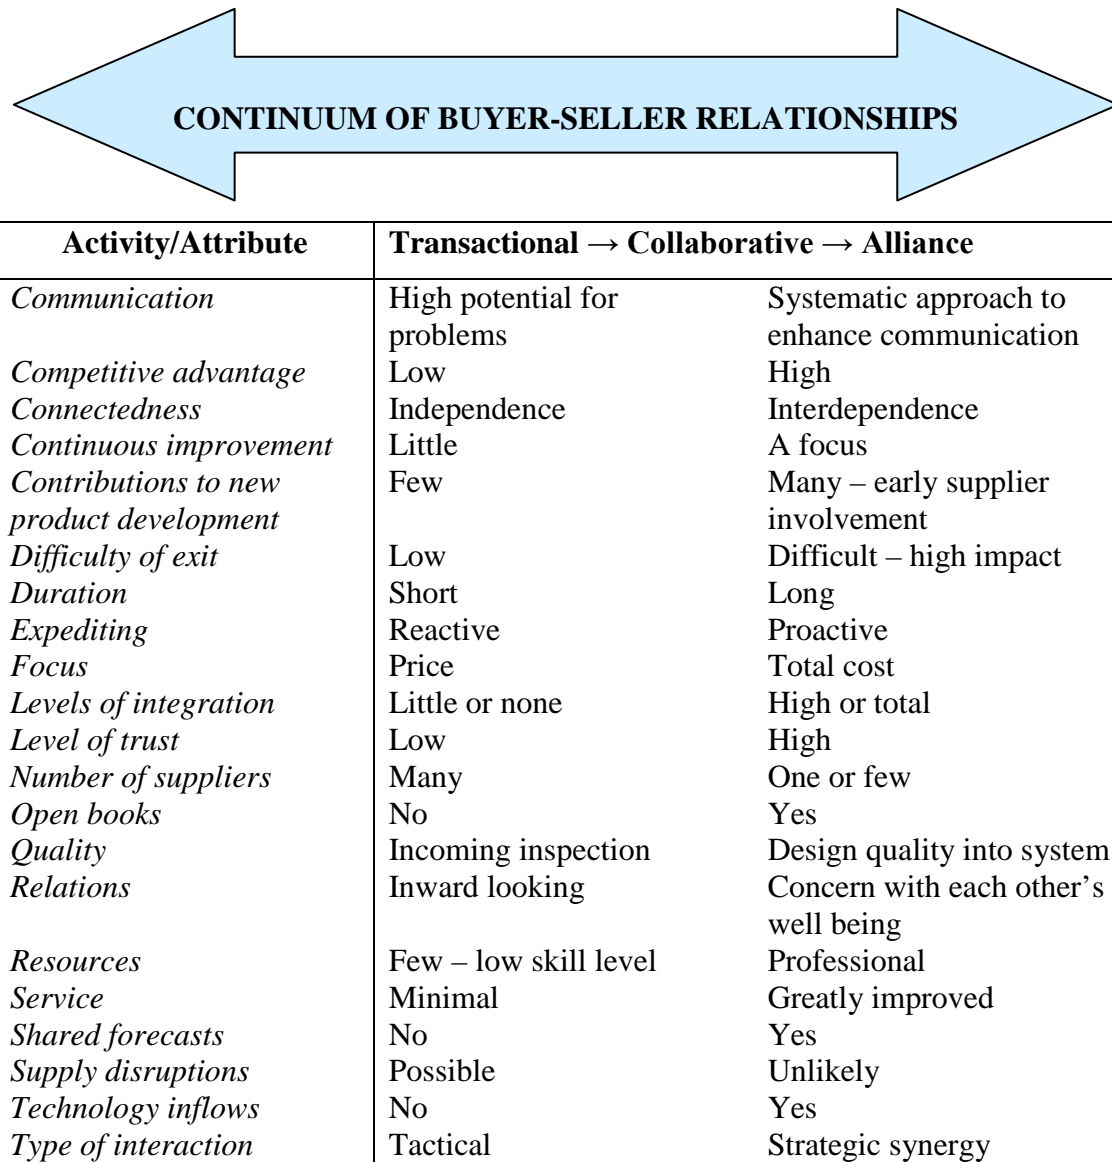 CONTINUUM OF BUYER-SELLER RELATIONSHIPS
Activity/Attribute Transactional → Collaborative → Alliance
Communication High potential for Systematic approach to
problems enhance communication
Competitive advantage Low High
Connectedness Independence Interdependence
Continuous improvement Little A focus
Contributions to new Few Many – early supplier
product development involvement
Difficulty of exit Low Difficult – high impact
Duration Short Long
Expediting Reactive Proactive
Focus Price Total cost
Levels of integration Little or none High or total
Level of trust Low High
Number of suppliers Many One or few
Open books No Yes
Quality Incoming inspection Design quality into system
Relations Inward looking Concern with each other’s
well being
Resources Few – low skill level Professional
Service Minimal Greatly improved
Shared forecasts No Yes
Supply disruptions Possible Unlikely
Technology inflows No Yes
Type of interaction Tactical Strategic synergy